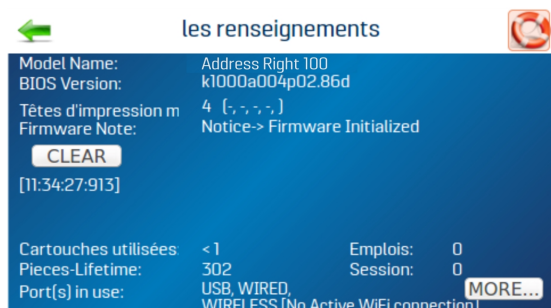 les renseignements
Model Name: Address Right 100
BIOS Version: k1000a004p02.86d
Têtes d'impression m 4 (-, -, -, -, )
Firmware Note: Notice-> Firmware Initialized
CLEAR
[11:34:27:913]
Cartouches utilisées: <1 Emplois: 0
Pieces-Lifetime: 302 Session: 0
Port(s) in use: USB, WIRED, MORE...
WIRELESS [No Active WiFi connection]